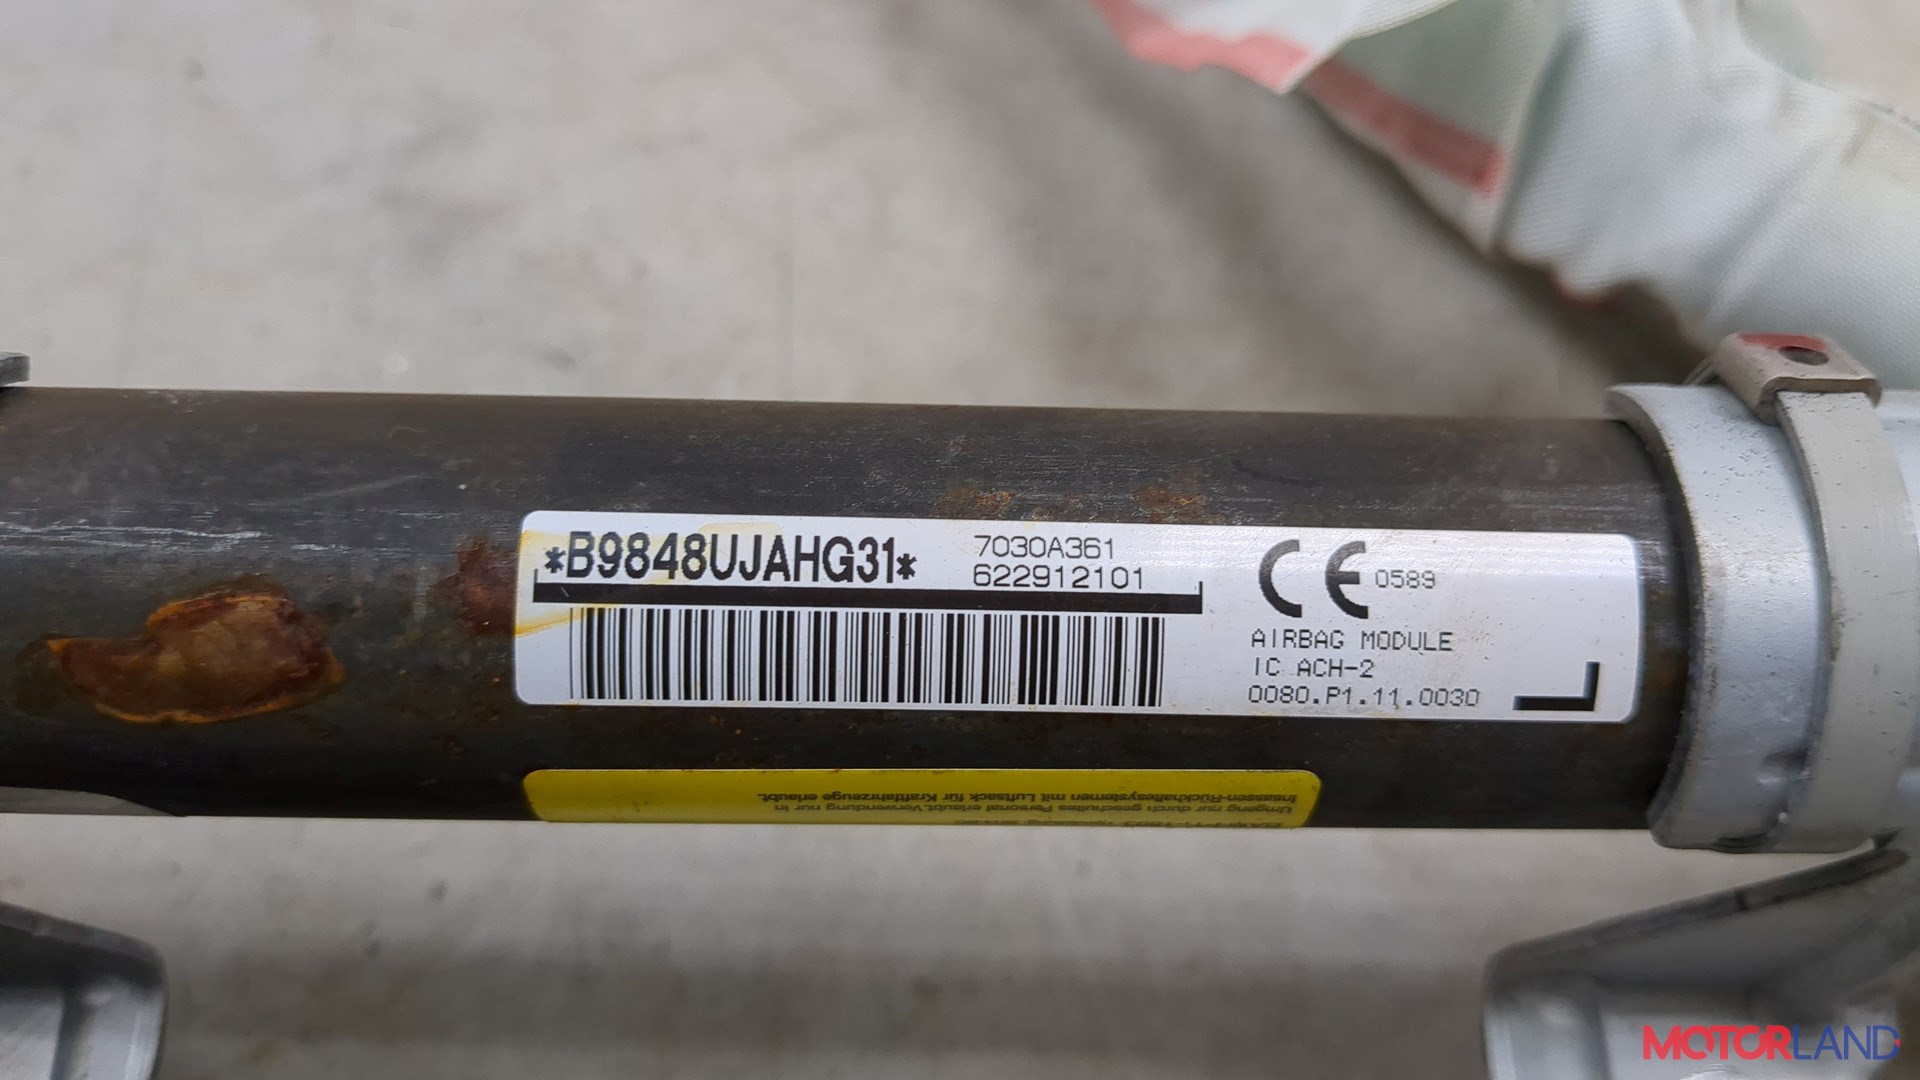 *B9848UJAHG31*
7030A361
622912101
CE 0589
AIRBAG MODULE
IC ACH-2
0080.P1.11.0030
Umgang nur durch geschultes Personal erlaubt. Verwendung nur in
Insassen-Rückhaltesystemen mit Luftsack für Kraftfahrzeuge erlaubt.
MOTORLAND